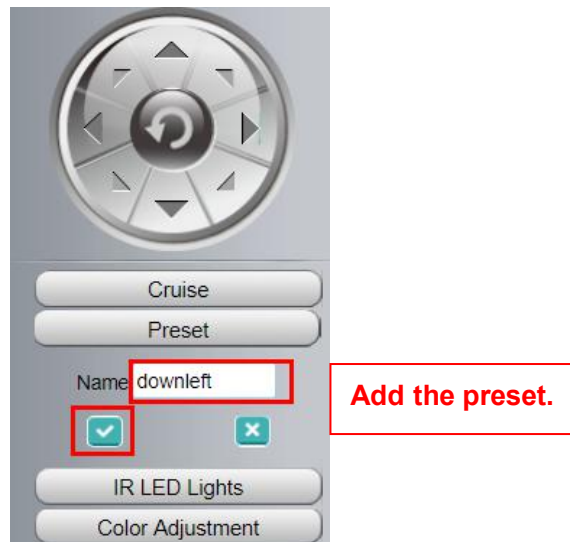 Cruise
Preset
Name downleft
Add the preset.
IR LED Lights
Color Adjustment